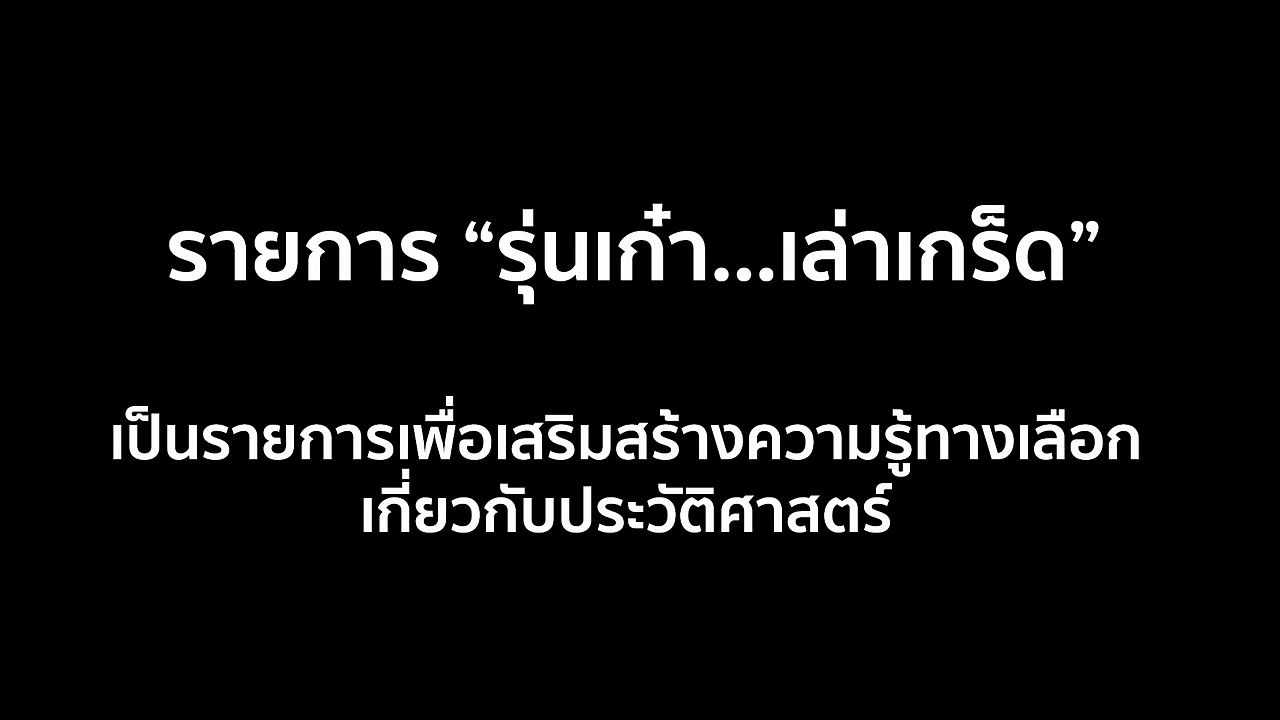 รายการ “รุ่นเก๋า...เล่าเกร็ด”
เป็นรายการเพื่อเสริมสร้างความรู้ทางเลือก
เกี่ยวกับประวัติศาสตร์